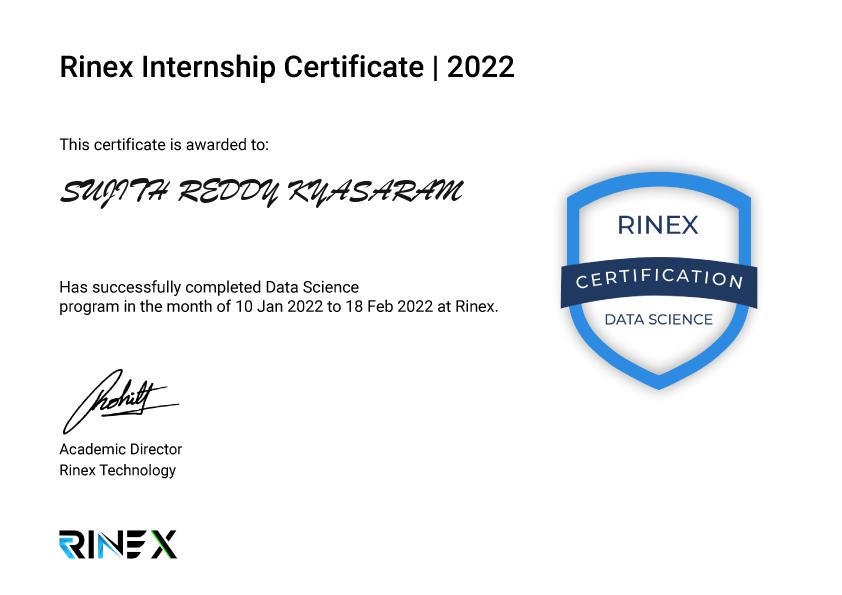 Rinex Internship Certificate | 2022
This certificate is awarded to:
SUJITH REDDY KYASARAM
Has successfully completed Data Science
program in the month of 10 Jan 2022 to 18 Feb 2022 at Rinex.
RINEX
CERTIFICATION
DATA SCIENCE
Academic Director
Rinex Technology
RINEX